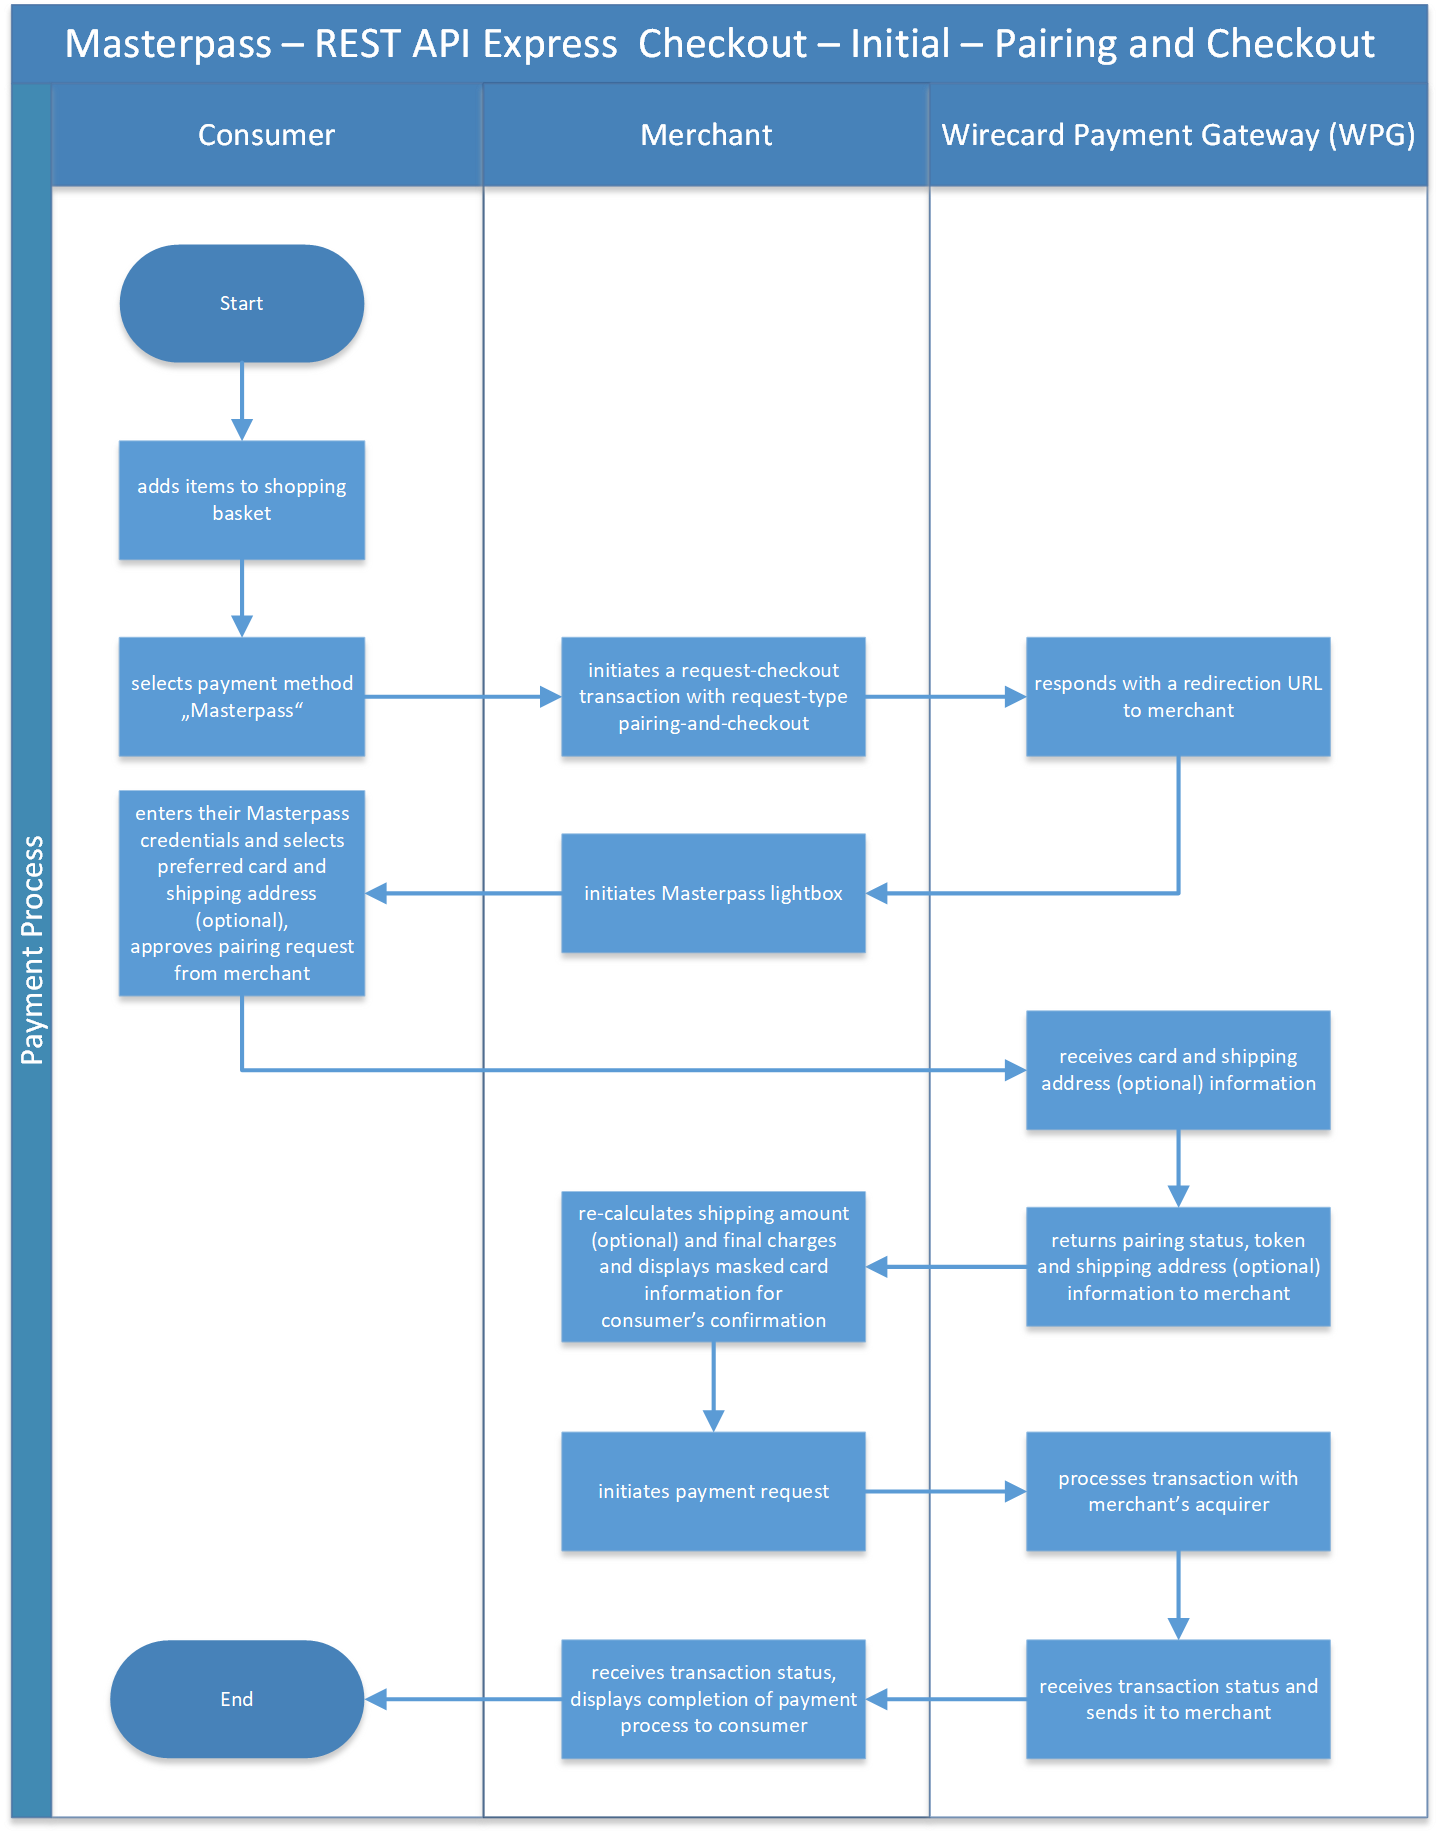 Masterpass – REST API Express  Checkout – Initial – Pairing and Checkout
Consumer
Merchant
Wirecard Payment Gateway (WPG)
Payment Process
Start
adds items to shopping
basket
selects payment method
„Masterpass“
initiates a request-checkout
transaction with request-type
pairing-and-checkout
responds with a redirection URL
to merchant
initiates Masterpass lightbox
enters their Masterpass
credentials and selects
preferred card and
shipping address
(optional),
approves pairing request
from merchant
receives card and shipping
address (optional) information
returns pairing status, token
and shipping address (optional)
information to merchant
re-calculates shipping amount
(optional) and final charges
and displays masked card
information for
consumer’s confirmation
initiates payment request
processes transaction with
merchant’s acquirer
receives transaction status and
sends it to merchant
receives transaction status,
displays completion of payment
process to consumer
End